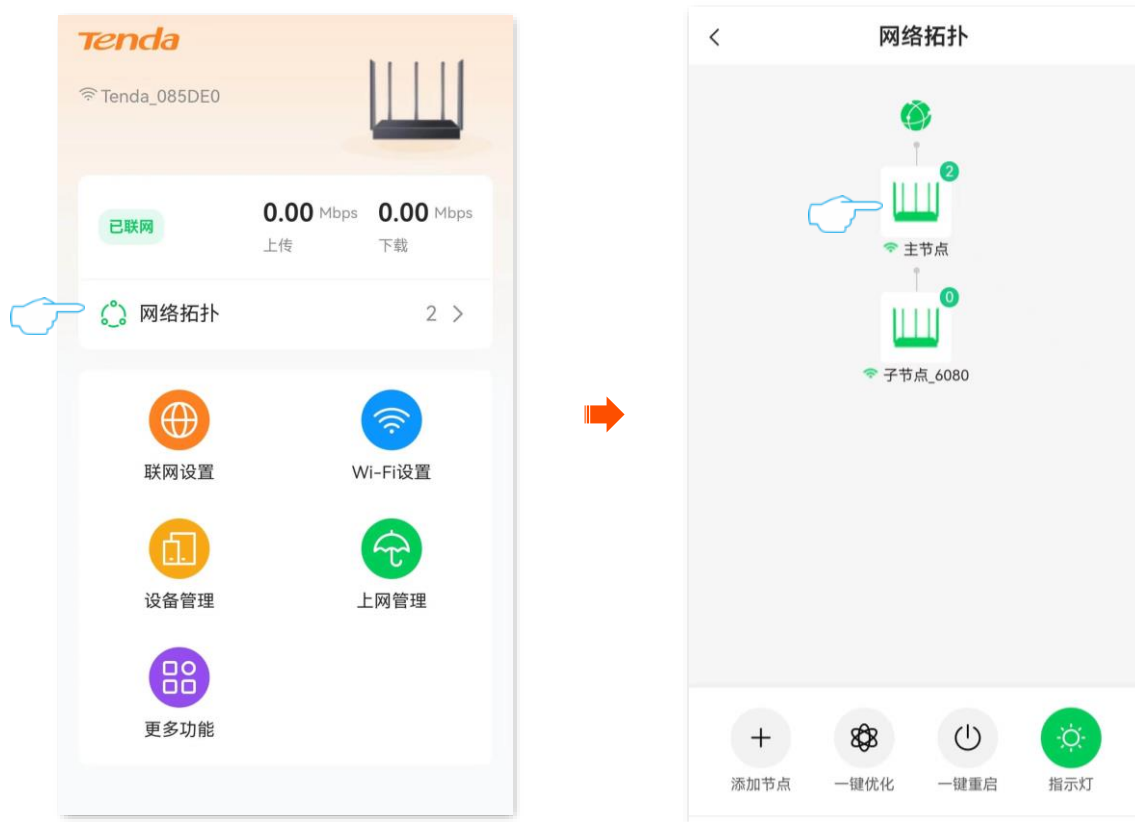 Tenda
Tenda_085DE0
已联网
0.00 Mbps 0.00 Mbps
上传 下载
网络拓扑 2
联网设置 Wi-Fi设置
设备管理 上网管理
更多功能
网络拓扑
2
主节点
0
子节点_6080
添加节点 一键优化 一键重启 指示灯